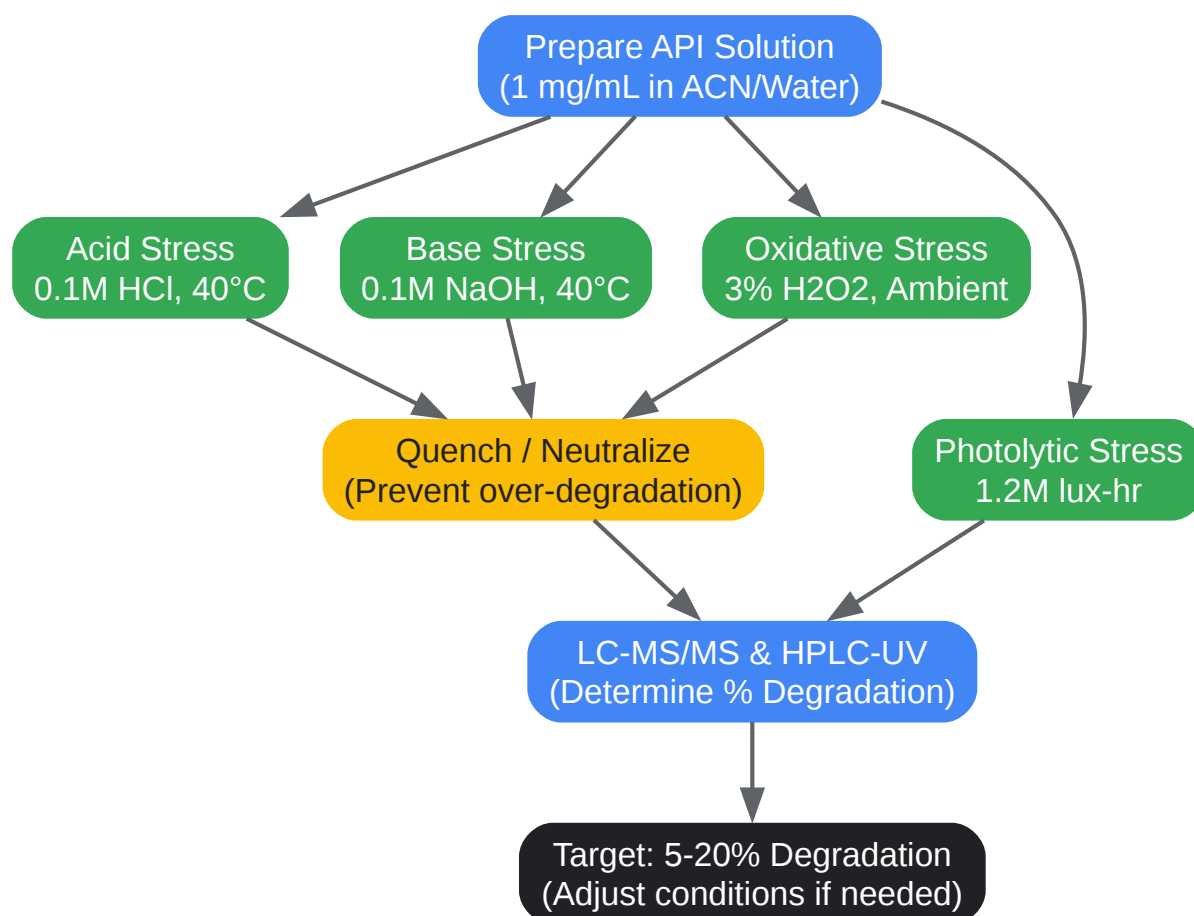 Prepare API Solution
(1 mg/mL in ACN/Water)
Acid Stress
0.1M HCl, 40°C
Base Stress
0.1M NaOH, 40°C
Oxidative Stress
3% H2O2, Ambient
Quench / Neutralize
(Prevent over-degradation)
Photolytic Stress
1.2M lux-hr
LC-MS/MS & HPLC-UV
(Determine % Degradation)
Target: 5-20% Degradation
(Adjust conditions if needed)